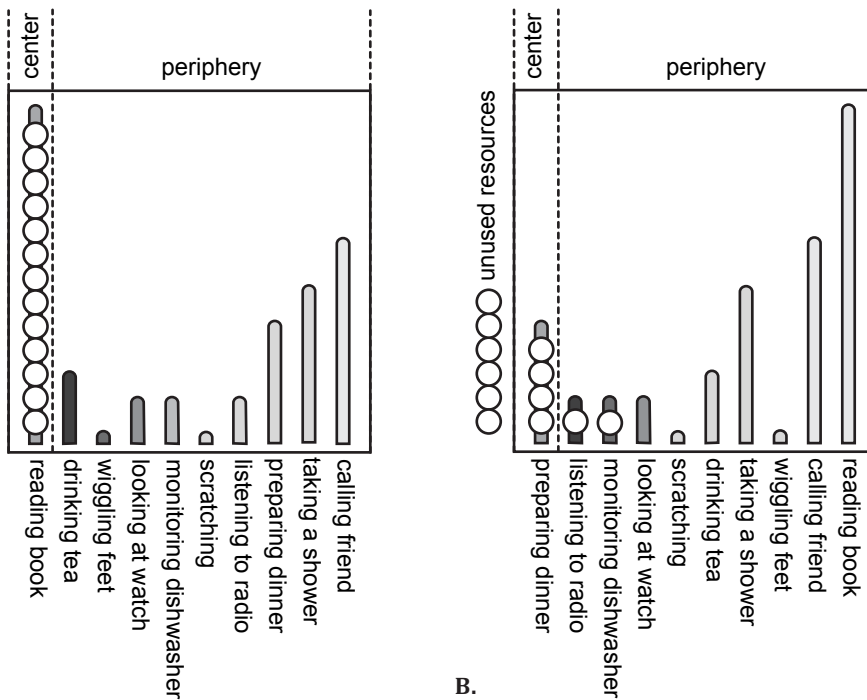 center
periphery
reading book
drinking tea
wiggling feet
looking at watch
monitoring dishwasher
scratching
listening to radio
preparing dinner
taking a shower
calling friend
unused resources
center
periphery
preparing dinner
listening to radio
monitoring dishwasher
looking at watch
scratching
drinking tea
taking a shower
wiggling feet
calling friend
reading book
B.